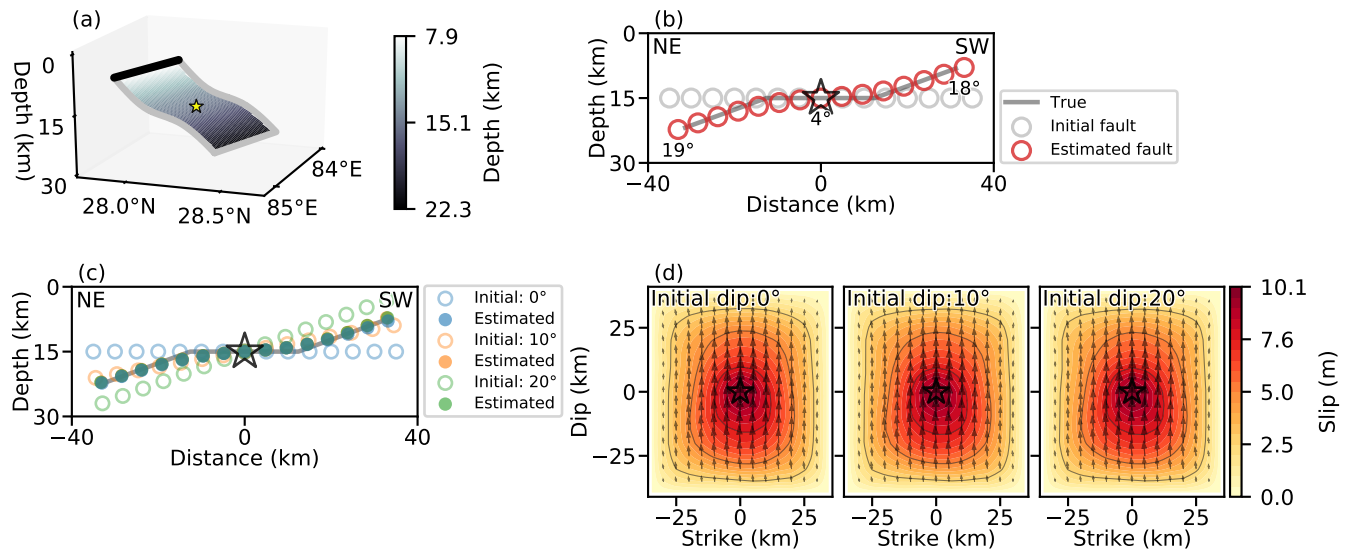 (a)
0
15
30
Depth (km)
28.0°N
28.5°N
85°E
84°E
7.9
15.1
22.3
Depth (km)
(b)
NE
SW
0
15
30
Depth (km)
19°
4°
18°
−40
0
40
Distance (km)
True
Initial fault
Estimated fault
(c)
NE
SW
0
15
30
Depth (km)
−40
0
40
Distance (km)
Initial: 0°
Estimated
Initial: 10°
Estimated
Initial: 20°
Estimated
(d)
Initial dip:0°
Initial dip:10°
Initial dip:20°
25
0
−25
Dip (km)
−25
0
25
Strike (km)
−25
0
25
Strike (km)
−25
0
25
Strike (km)
10.1
7.6
5.0
2.5
0.0
Slip (m)